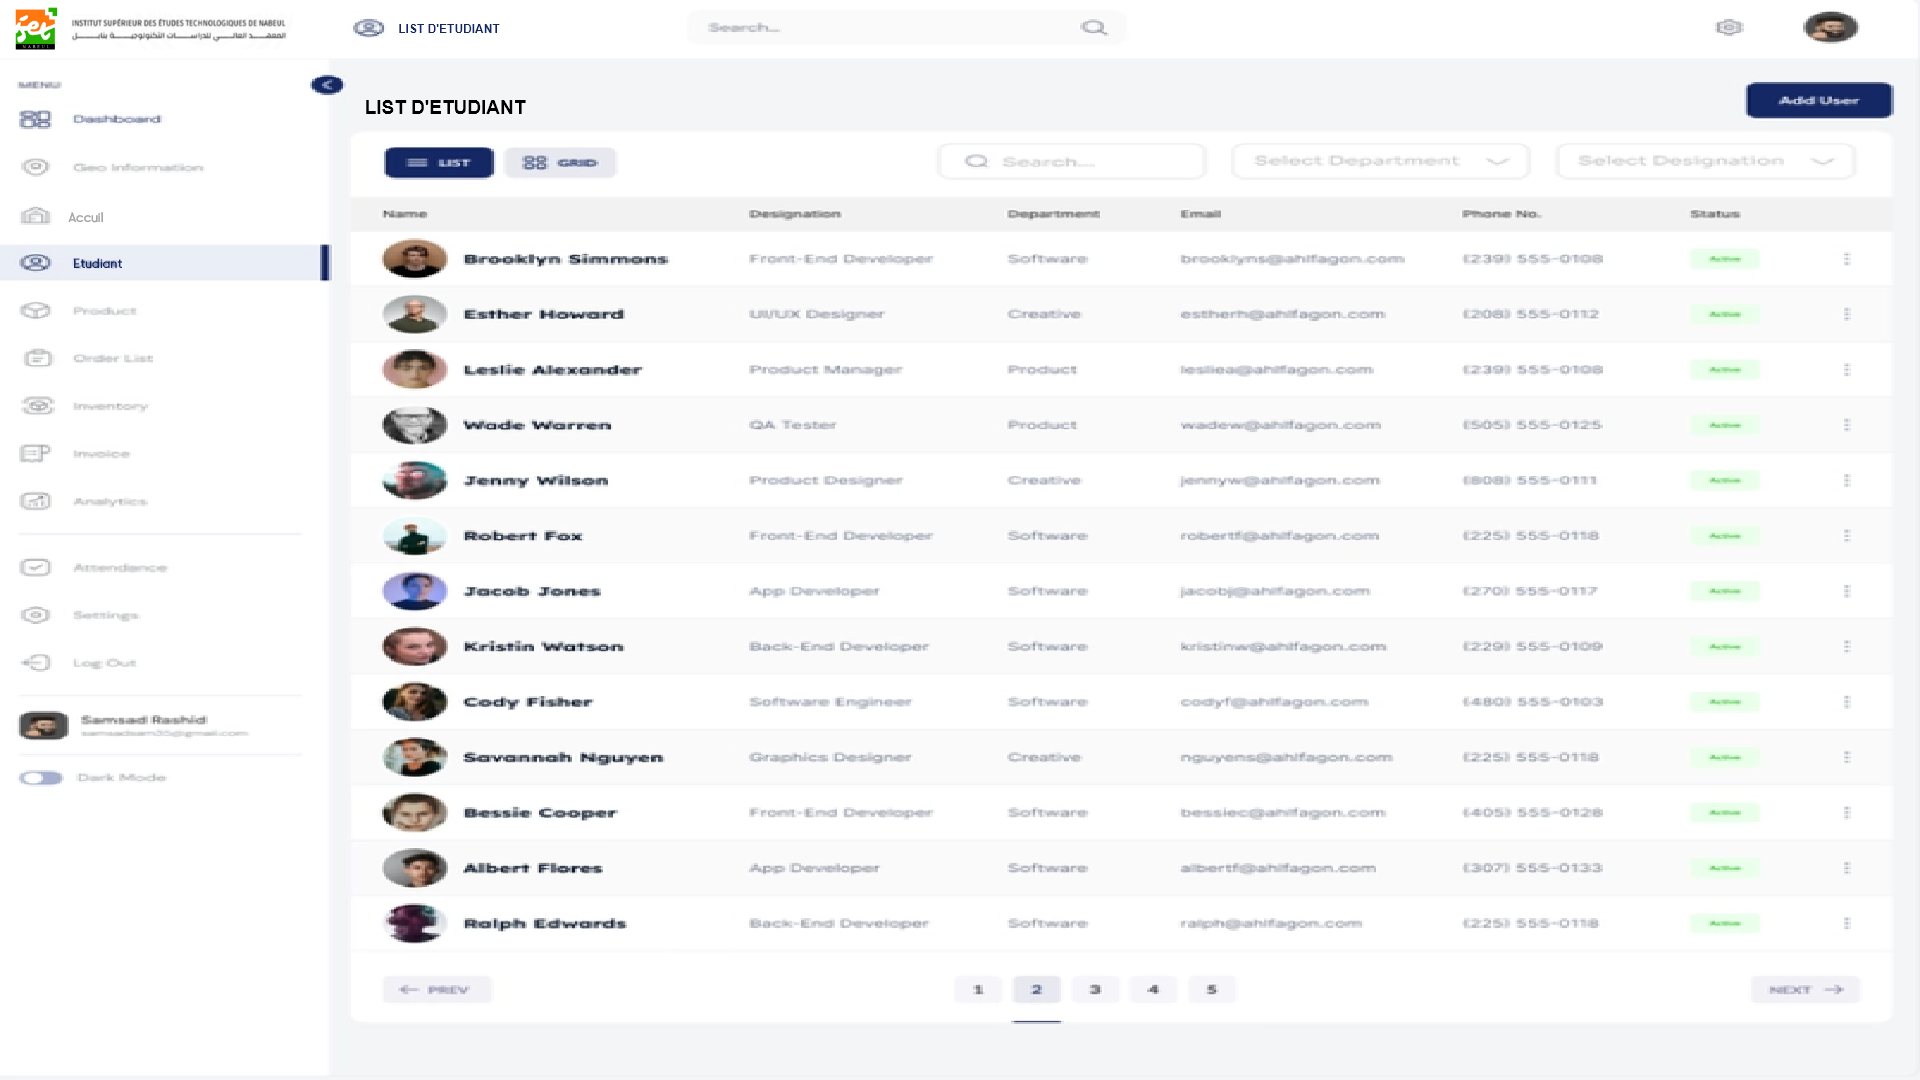 INSTITUT SUPÉRIEUR DES ÉTUDES TECHNOLOGIQUES DE NABEUL
المعهــد العالـــي للدراســـات التكنولوجيـــة بنابـــــل
NABEUL
LIST D'ETUDIANT
Search...
MENU
Dashboard
Geo Information
Accuil
Etudiant
Product
Order List
Inventory
Invoice
Analytics
Attendance
Settings
Log Out
Samsad Rashid
Dark Mode
LIST D'ETUDIANT
Add User
LIST
GRID
Search...
Select Department
Select Designation
Name Designation Department Email Phone No. Status
Brooklyn Simmons Front-End Developer Software brooklyns@ahlfagon.com (239) 555-0108 Active
Esther Howard UI/UX Designer Creative estherh@ahlfagon.com (208) 555-0112 Active
Leslie Alexander Product Manager Product lesliea@ahlfagon.com (239) 555-0108 Active
Wade Warren QA Tester Product wadew@ahlfagon.com (505) 555-0125 Active
Jenny Wilson Product Designer Creative jennyw@ahlfagon.com (808) 555-0111 Active
Robert Fox Front-End Developer Software robertf@ahlfagon.com (225) 555-0118 Active
Jacob Jones App Developer Software jacobj@ahlfagon.com (270) 555-0117 Active
Kristin Watson Back-End Developer Software kristinw@ahlfagon.com (229) 555-0109 Active
Cody Fisher Software Engineer Software codyf@ahlfagon.com (480) 555-0103 Active
Savannah Nguyen Graphics Designer Creative nguyens@ahlfagon.com (225) 555-0118 Active
Bessie Cooper Front-End Developer Software bessiec@ahlfagon.com (405) 555-0128 Active
Albert Flores App Developer Software albertf@ahlfagon.com (307) 555-0133 Active
Ralph Edwards Back-End Developer Software ralph@ahlfagon.com (225) 555-0118 Active
PREV
1 2 3 4 5
NEXT